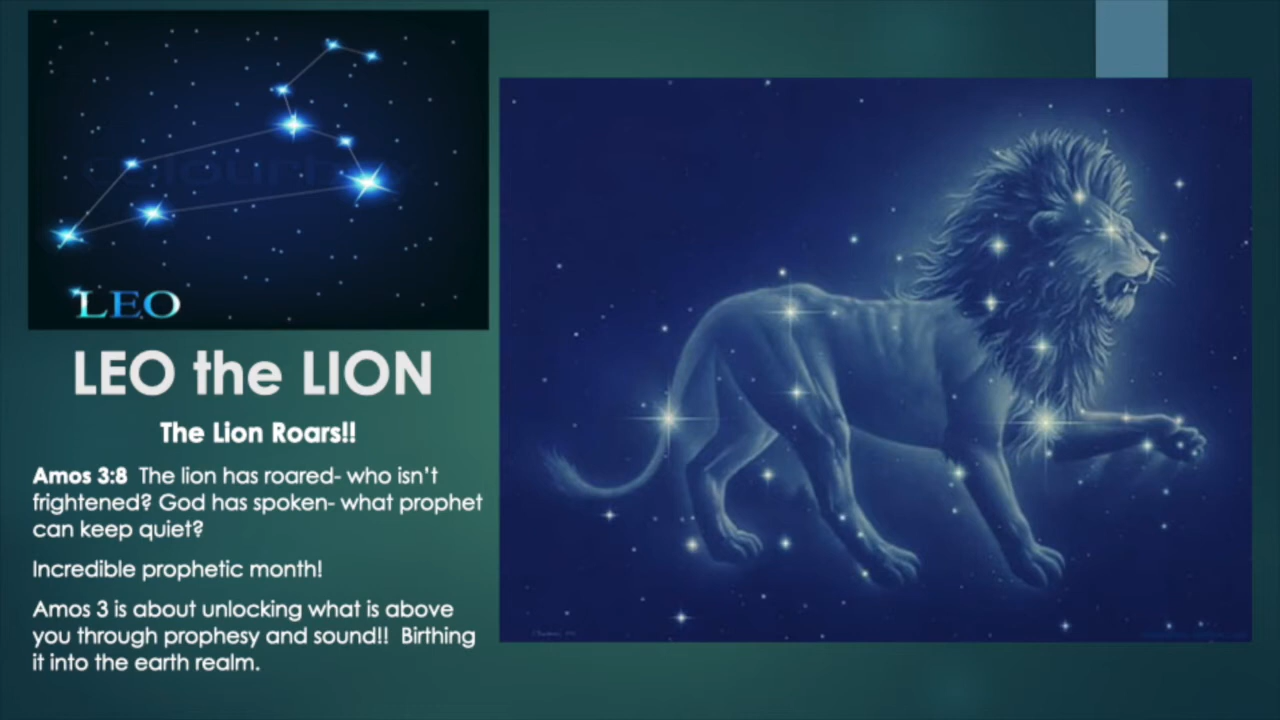 LEO
LEO the LION
The Lion Roars!!
Amos 3:8 The lion has roared- who isn't
frightened? God has spoken- what prophet
can keep quiet?
Incredible prophetic month!
Amos 3 is about unlocking what is above
you through prophesy and sound!! Birthing
it into the earth realm.